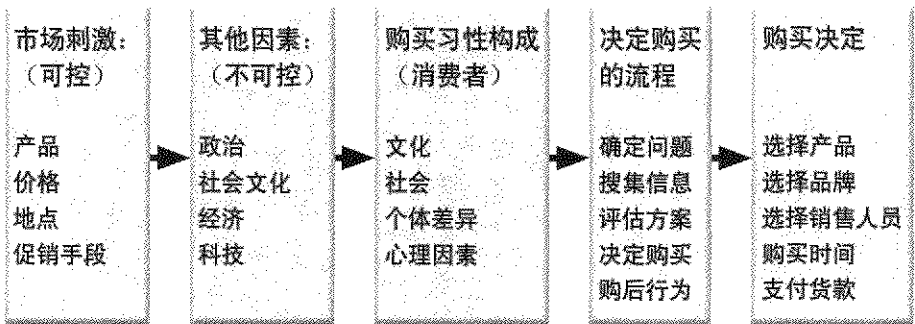 市场刺激：
（可控）
产品
价格
地点
促销手段
其他因素：
（不可控）
政治
社会文化
经济
科技
购买习性构成
（消费者）
文化
社会
个体差异
心理因素
决定购买
的流程
确定问题
搜集信息
评估方案
决定购买
购后行为
购买决定
选择产品
选择品牌
选择销售人员
购买时间
支付货款